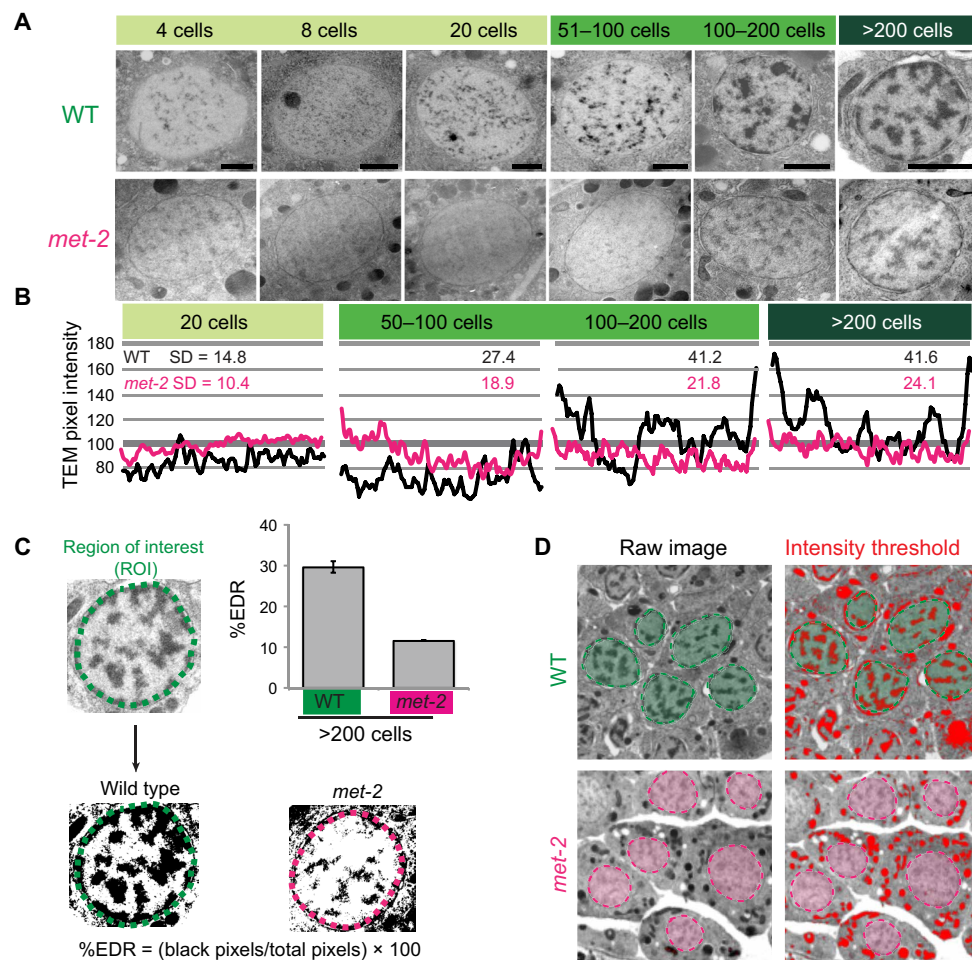 A
4 cells
8 cells
20 cells
51–100 cells
100–200 cells
>200 cells
WT
met-2
B
20 cells
50–100 cells
100–200 cells
>200 cells
TEM pixel intensity
180
160
140
120
100
80
WT SD = 14.8
27.4
41.2
41.6
met-2 SD = 10.4
18.9
21.8
24.1
C
Region of interest
(ROI)
%EDR
40
30
20
10
0
WT
met-2
>200 cells
Wild type
met-2
%EDR = (black pixels/total pixels) × 100
D
Raw image
Intensity threshold
WT
met-2